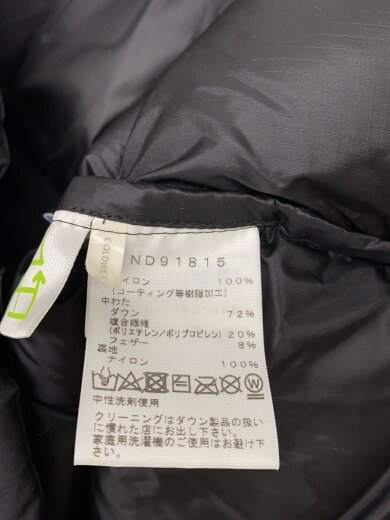 GOLDWIN
ND91815
ナイロン 100%
(コーティング等樹脂加工)
中わた
ダウン 72%
複合繊維
(ポリエチレン/ポリプロピレン) 20%
フェザー 8%
裏地
ナイロン 100%
中性洗剤使用
クリーニングはダウン製品の扱い
に慣れた店にお出し下さい。
家庭用洗濯機のご使用はお避け下
さい。